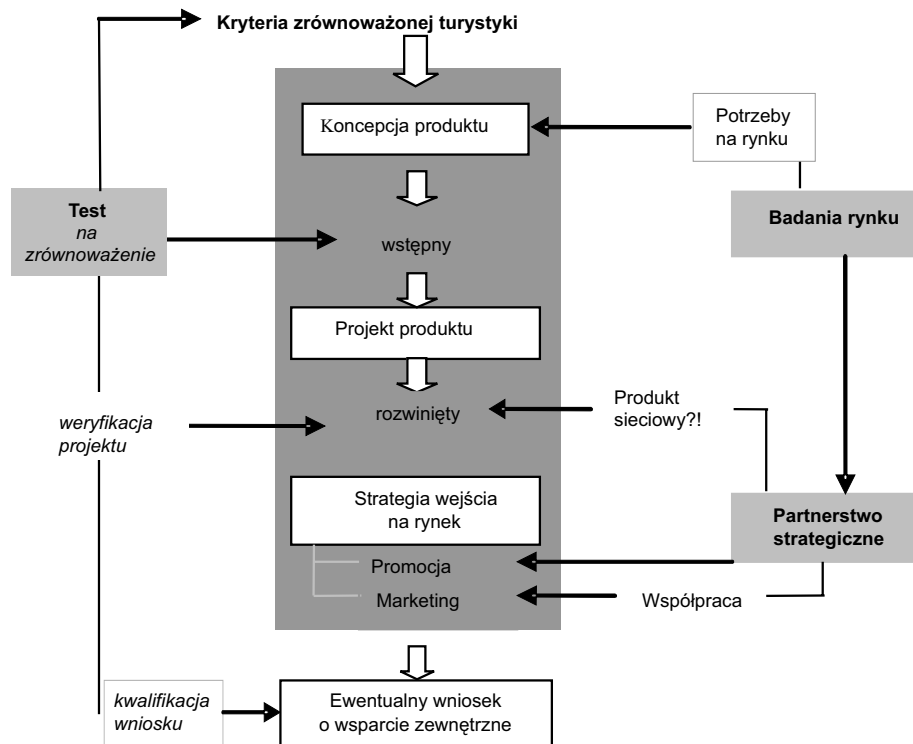 Kryteria zrównoważonej turystyki
Koncepcja produktu
Potrzeby
na rynku
Test
na
zrównoważenie
wstępny
Badania rynku
Projekt produktu
weryfikacja
projektu
rozwinięty
Produkt
sieciowy?!
Strategia wejścia
na rynek
Partnerstwo
strategiczne
Promocja
Marketing
Współpraca
kwalifikacja
wniosku
Ewentualny wniosek
o wsparcie zewnętrzne